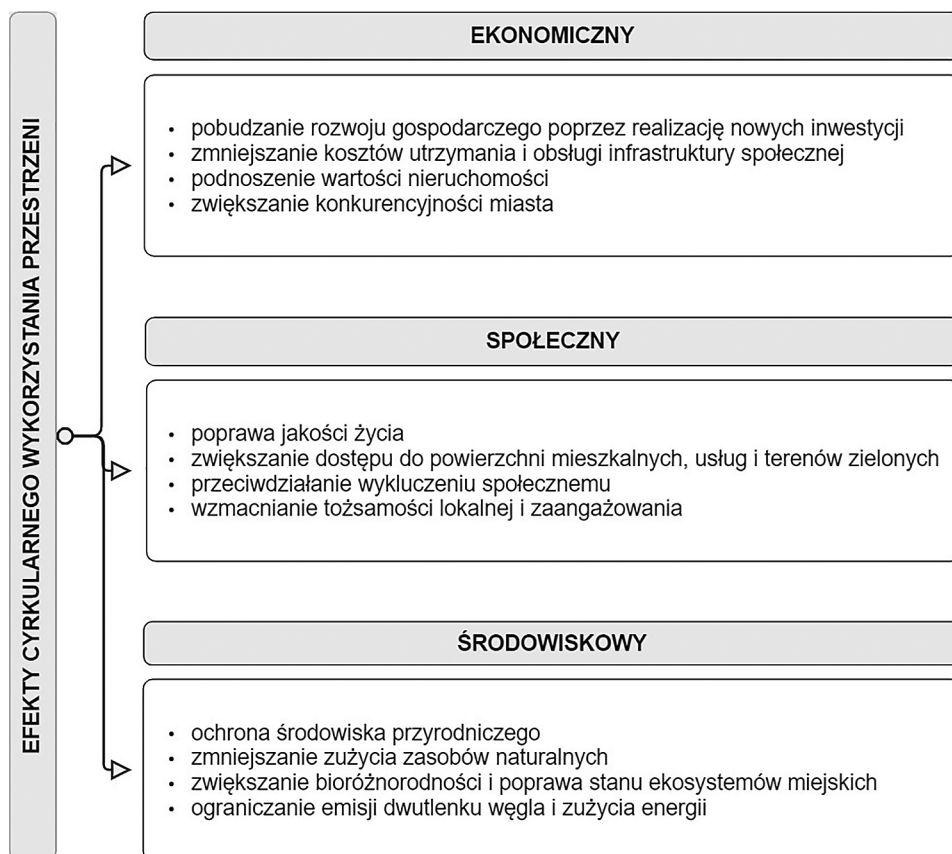 EFEKTY CYRKULARNEGO WYKORZYSTANIA PRZESTRZENI
EKONOMICZNY
• pobudzanie rozwoju gospodarczego poprzez realizację nowych inwestycji
• zmniejszanie kosztów utrzymania i obsługi infrastruktury społecznej
• podnoszenie wartości nieruchomości
• zwiększanie konkurencyjności miasta
SPOŁECZNY
• poprawa jakości życia
• zwiększanie dostępu do powierzchni mieszkalnych, usług i terenów zielonych
• przeciwdziałanie wykluczeniu społecznemu
• wzmacnianie tożsamości lokalnej i zaangażowania
ŚRODOWISKOWY
• ochrona środowiska przyrodniczego
• zmniejszanie zużycia zasobów naturalnych
• zwiększanie bioróżnorodności i poprawa stanu ekosystemów miejskich
• ograniczanie emisji dwutlenku węgla i zużycia energii